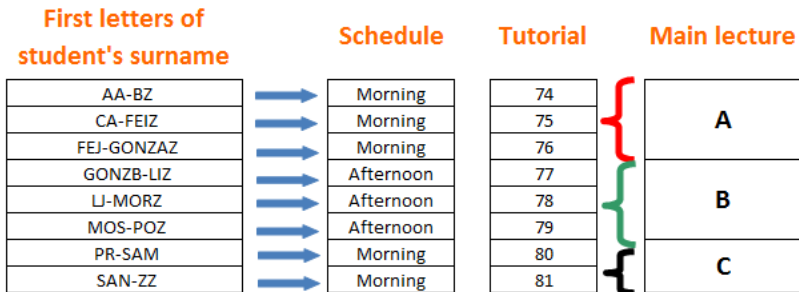 First letters of
student's surname
Schedule
Tutorial
Main lecture
AA-BZ Morning 74
CA-FEIZ Morning 75
FEJ-GONZAZ Morning 76
A
GONZB-LIZ Afternoon 77
LJ-MORZ Afternoon 78
MOS-POZ Afternoon 79
B
PR-SAM Morning 80
SAN-ZZ Morning 81
C